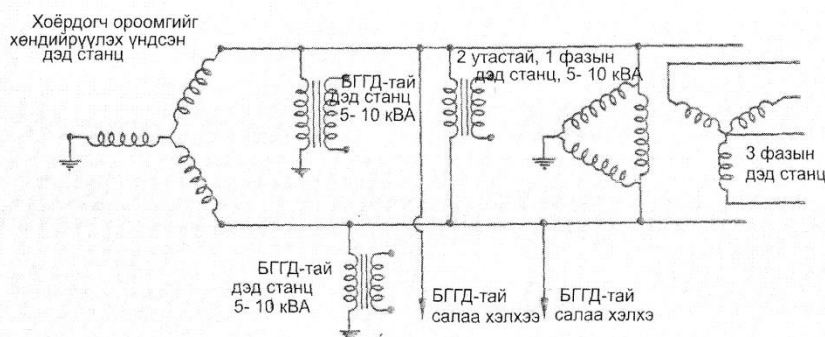 Хоёрдогч ороомгийг
хөндийрүүлэх үндсэн
дэд станц
БГГД-тай
дэд станц
5- 10 кВА
2 утастай, 1 фазын
дэд станц, 5- 10 кВА
3 фазын
дэд станц
БГГД-тай
дэд станц
5- 10 кВА
БГГД-тай
салаа хэлхээ
БГГД-тай
салаа хэлхэ